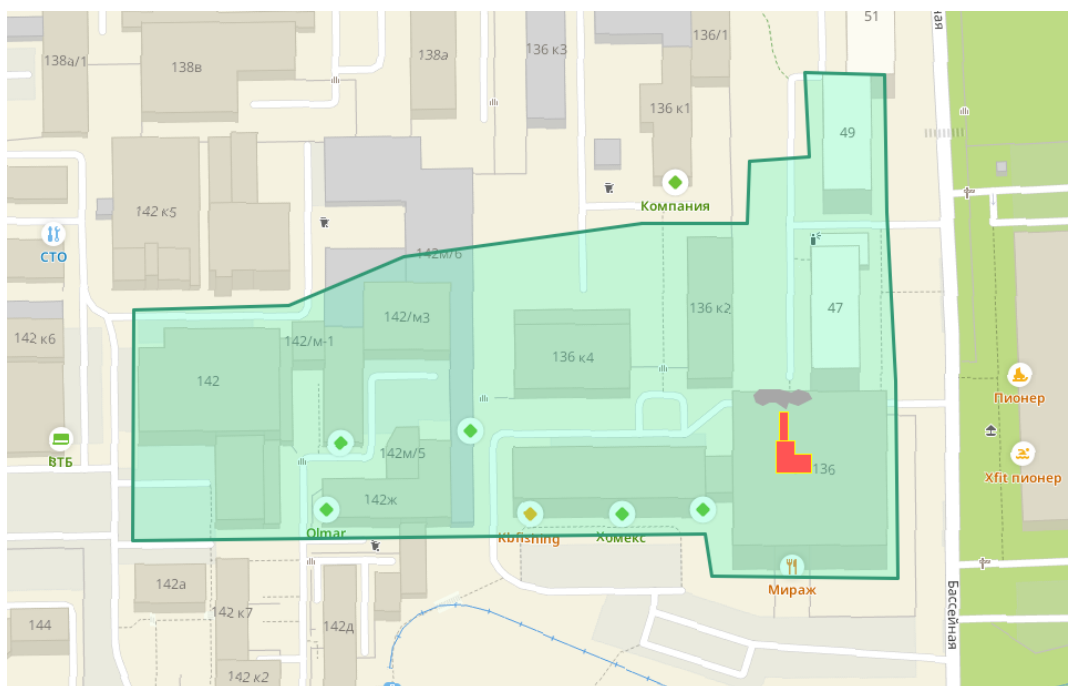 51
Бассейная
138а/1
138в
138а
136 к3
136/1
136 к1
49
Компания
142 к5
СТО
142м/6
142 к6
142/м3
142/м-1
136 к2
47
142
136 к4
Пионер
ВТБ
142м/5
136
Xfit пионер
142ж
Olmar
Kbfishing
Хомекс
Мираж
142а
142 к7
144
142д
142 к2
Бассейная